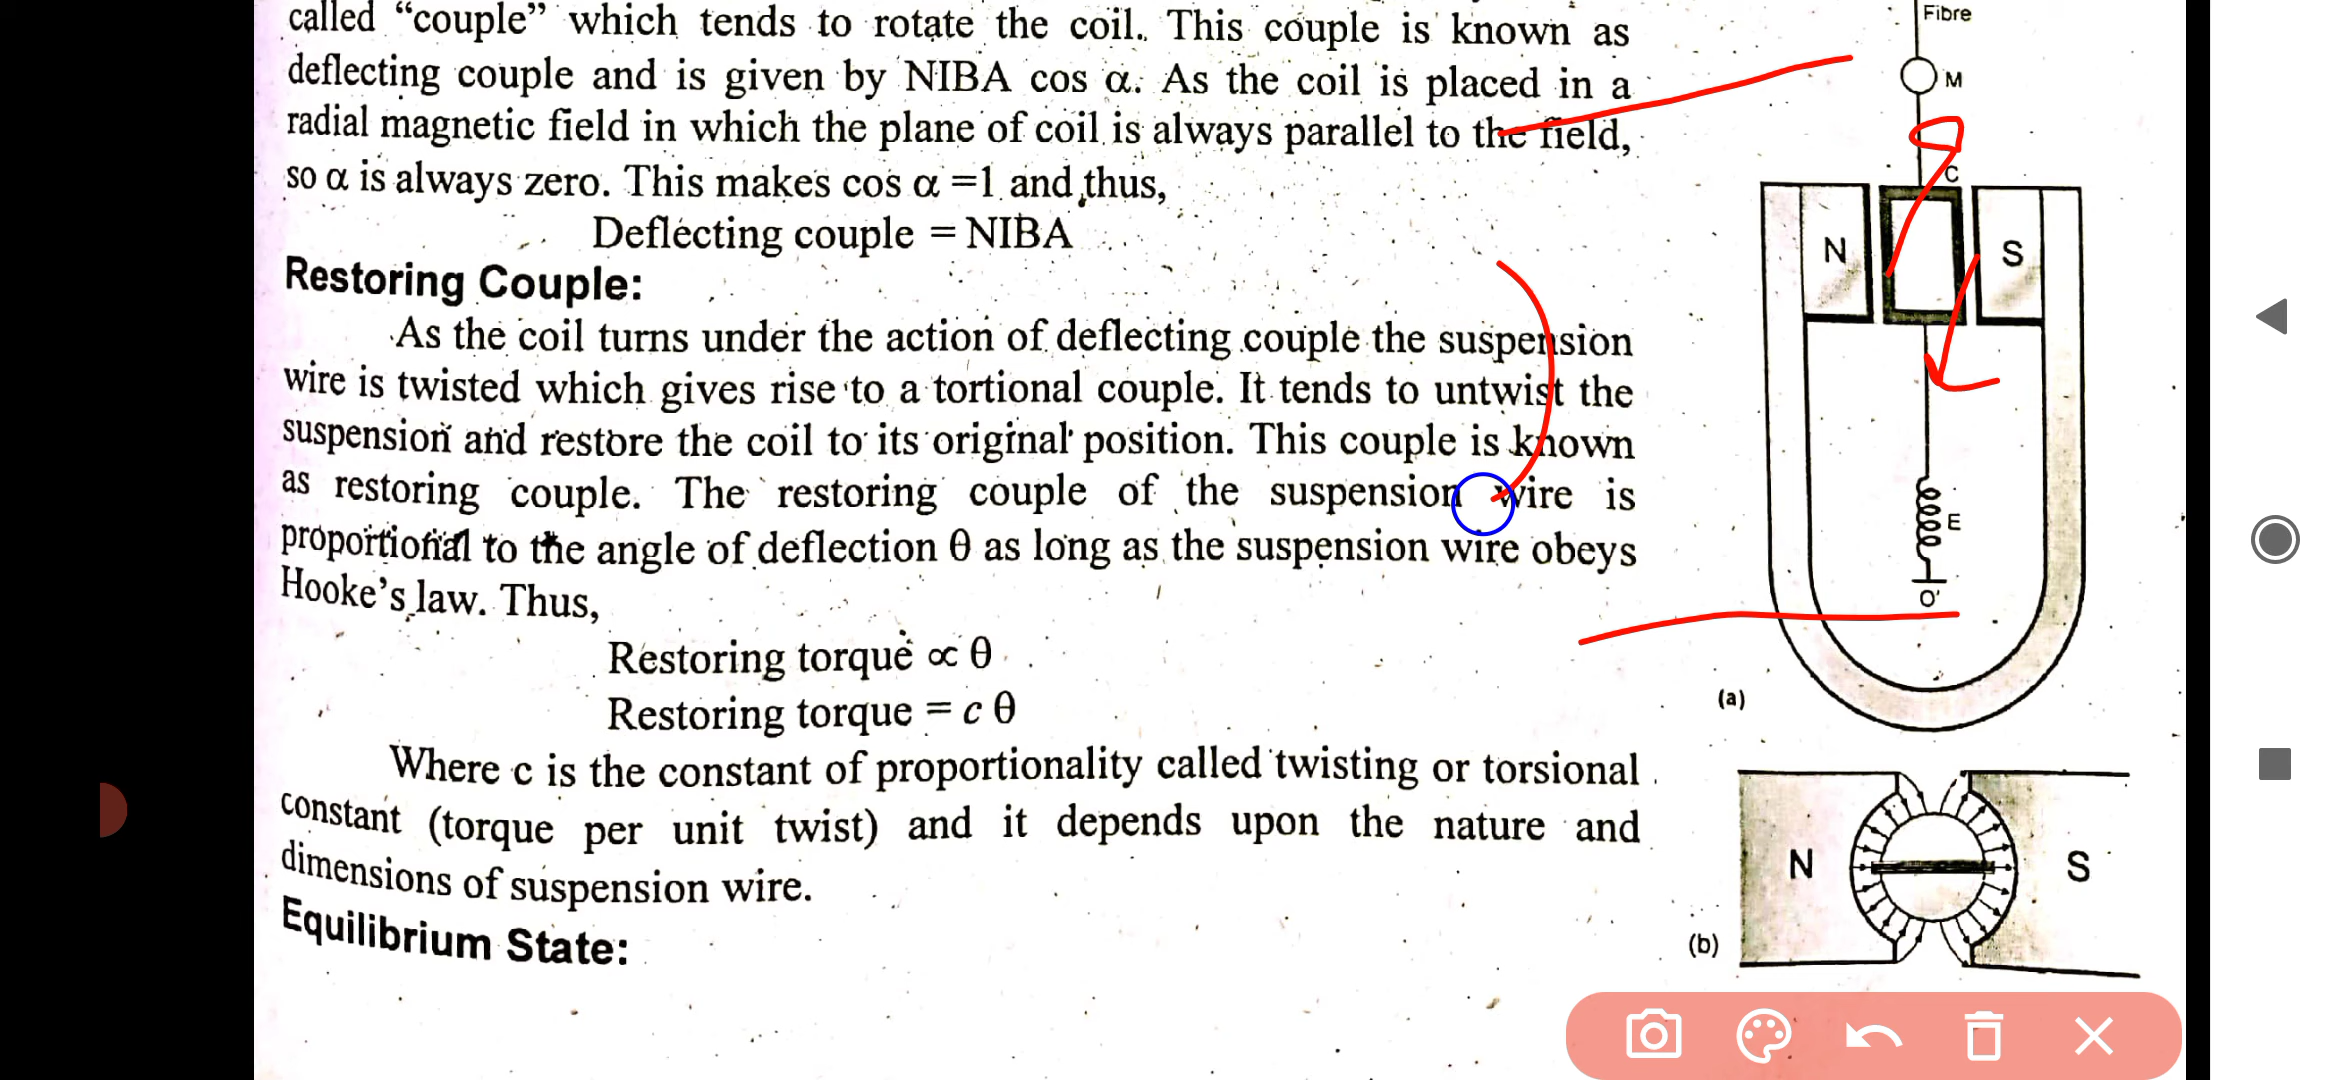 called “couple” which tends to rotate the coil. This couple is known as
deflecting couple and is given by NIBA cos α. As the coil is placed in a
radial magnetic field in which the plane of coil is always parallel to the field,
so α is always zero. This makes cos α =1 and thus,
Deflecting couple = NIBA
Restoring Couple:
As the coil turns under the action of deflecting couple the suspension
wire is twisted which gives rise to a tortional couple. It tends to untwist the
suspension and restore the coil to its original position. This couple is known
as restoring couple. The restoring couple of the suspension wire is
proportional to the angle of deflection θ as long as the suspension wire obeys
Hooke’s law. Thus,
Restoring torque ∝ θ
Restoring torque = c θ
Where c is the constant of proportionality called twisting or torsional
constant (torque per unit twist) and it depends upon the nature and
dimensions of suspension wire.
Equilibrium State:
Fibre
M
C
N
S
E
O'
(a)
N
S
(b)